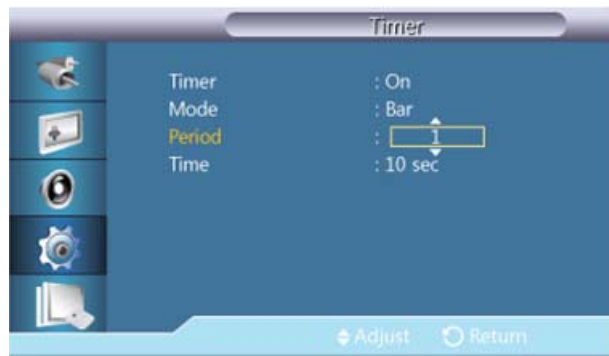 Timer
Timer : On
Mode : Bar
Period : 1
Time : 10 sec
Adjust Return